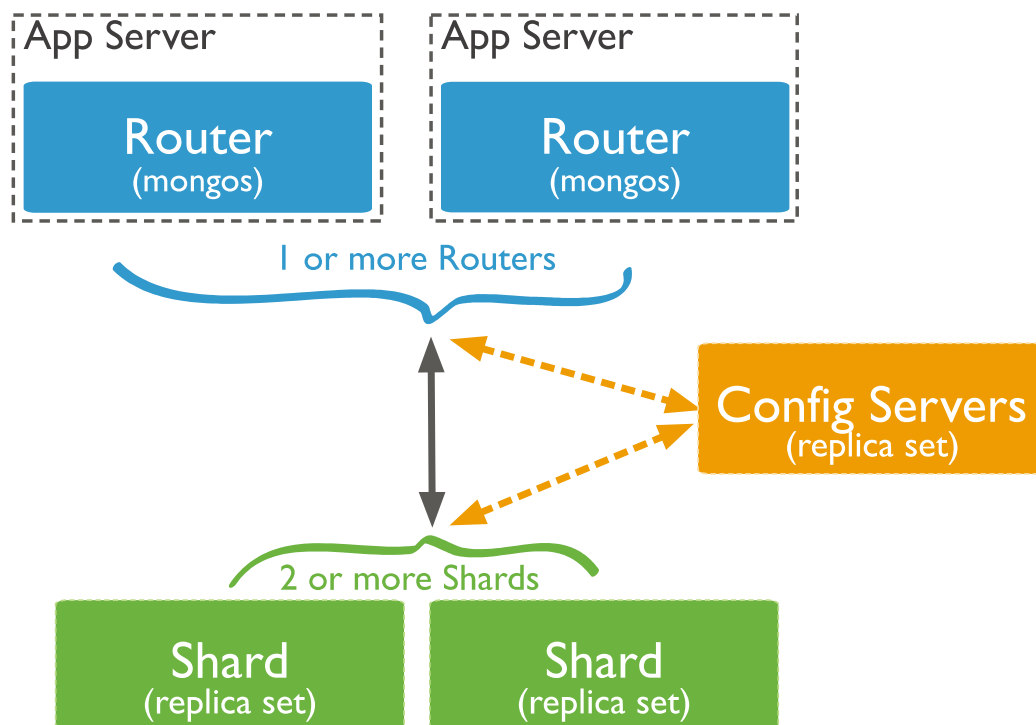 App Server
App Server
Router
(mongos)
Router
(mongos)
1 or more Routers
Config Servers
(replica set)
2 or more Shards
Shard
(replica set)
Shard
(replica set)